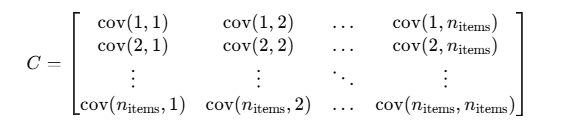 cov(1, 1) cov(1, 2) … cov(1, n_items)
cov(2, 1) cov(2, 2) … cov(2, n_items)
C =
⋮ ⋮ ⋱ ⋮
cov(n_items, 1) cov(n_items, 2) … cov(n_items, n_items)